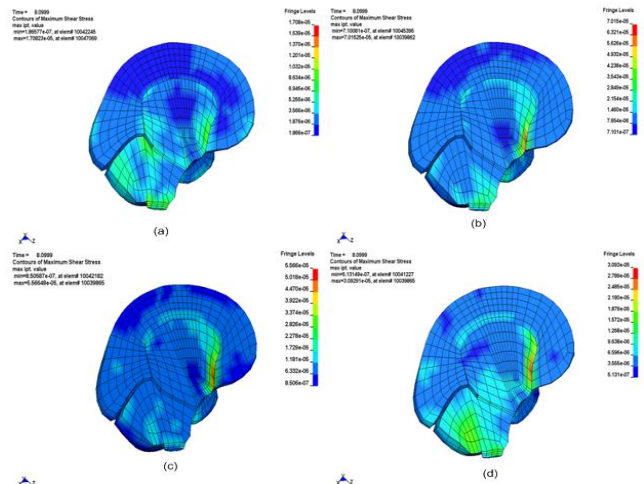 Time = 8.0999
Contours of Maximum Shear Stress
max ipt. value
min=1.86577e-07, at elem# 10042246
max=1.70823e-05, at elem# 10047069
Fringe Levels
1.708e-05
1.539e-05
1.370e-05
1.201e-05
1.032e-05
8.634e-06
6.945e-06
5.255e-06
3.566e-06
1.876e-06
1.866e-07
(a)
Time = 8.0999
Contours of Maximum Shear Stress
max ipt. value
min=7.10081e-07, at elem# 10045395
max=7.01525e-05, at elem# 10039862
Fringe Levels
7.015e-05
6.321e-05
5.626e-05
4.932e-05
4.238e-05
3.543e-05
2.849e-05
2.154e-05
1.460e-05
7.654e-06
7.101e-07
(b)
Time = 8.0999
Contours of Maximum Shear Stress
max ipt. value
min=8.50587e-07, at elem# 10042182
max=5.56648e-05, at elem# 10039865
Fringe Levels
5.566e-05
5.018e-05
4.470e-05
3.922e-05
3.374e-05
2.826e-05
2.278e-05
1.729e-05
1.181e-05
6.332e-06
8.506e-07
(c)
Time = 8.0999
Contours of Maximum Shear Stress
max ipt. value
min=5.13149e-07, at elem# 10041227
max=3.09291e-05, at elem# 10039865
Fringe Levels
3.093e-05
2.789e-05
2.485e-05
2.180e-05
1.876e-05
1.572e-05
1.268e-05
9.638e-06
6.596e-06
3.555e-06
5.131e-07
(d)